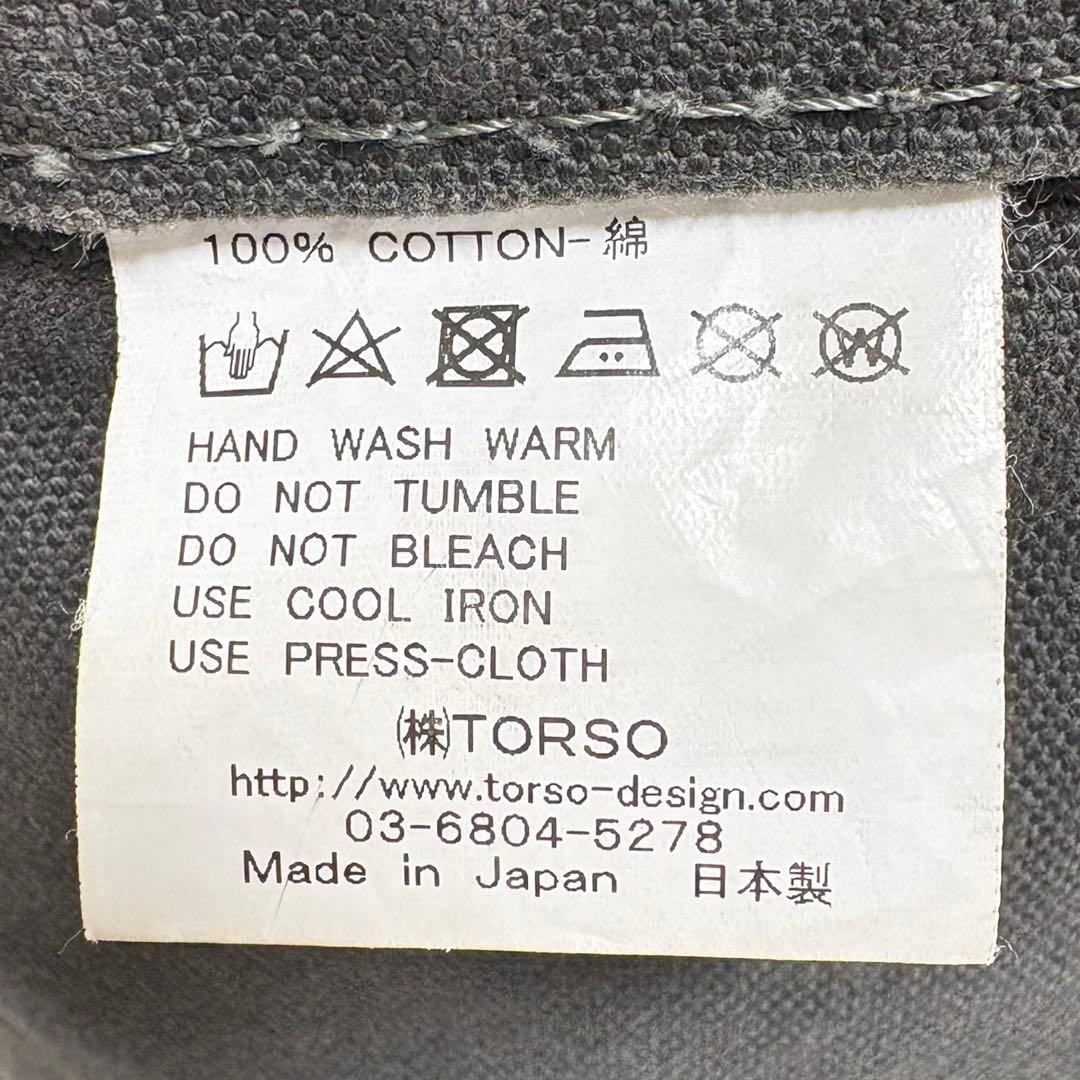 100% COTTON-綿
W
HAND WASH WARM
DO NOT TUMBLE
DO NOT BLEACH
USE COOL IRON
USE PRESS-CLOTH
㈱TORSO
http://www.torso-design.com
03-6804-5278
Made in Japan 日本製